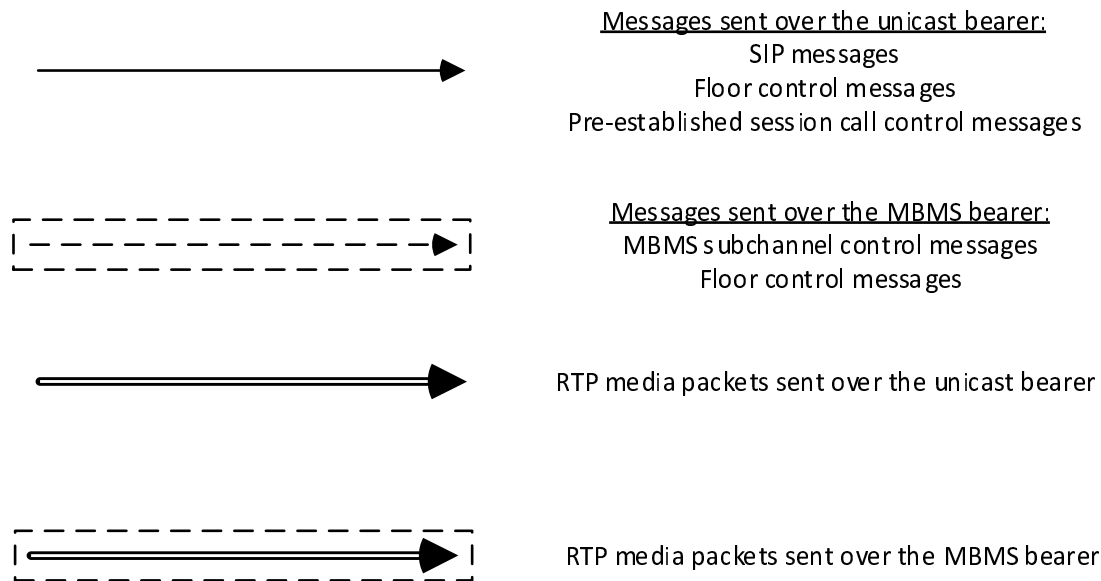 Messages sent over the unicast bearer:
SIP messages
Floor control messages
Pre-established session call control messages
Messages sent over the MBMS bearer:
MBMS subchannel control messages
Floor control messages
RTP media packets sent over the unicast bearer
RTP media packets sent over the MBMS bearer